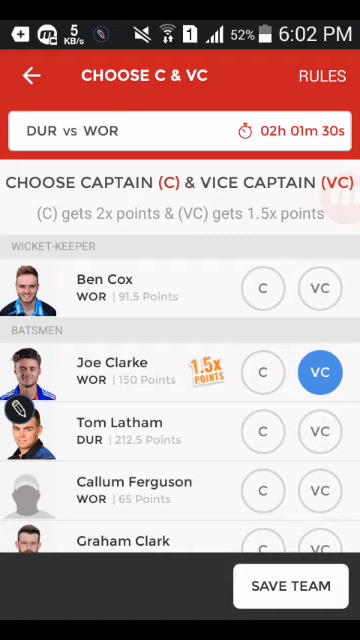 5
KB/s
1
52%
6:02 PM
CHOOSE C & VC
RULES
DUR vs WOR
02h 01m 30s
CHOOSE CAPTAIN (C) & VICE CAPTAIN (VC)
(C) gets 2x points & (VC) gets 1.5x points
WICKET-KEEPER
Ben Cox
WOR | 91.5 Points
C
VC
BATSMEN
Joe Clarke
WOR | 150 Points
1.5x
POINTS
C
VC
Tom Latham
DUR | 212.5 Points
C
VC
Callum Ferguson
WOR | 65 Points
C
VC
Graham Clark
C
VC
SAVE TEAM